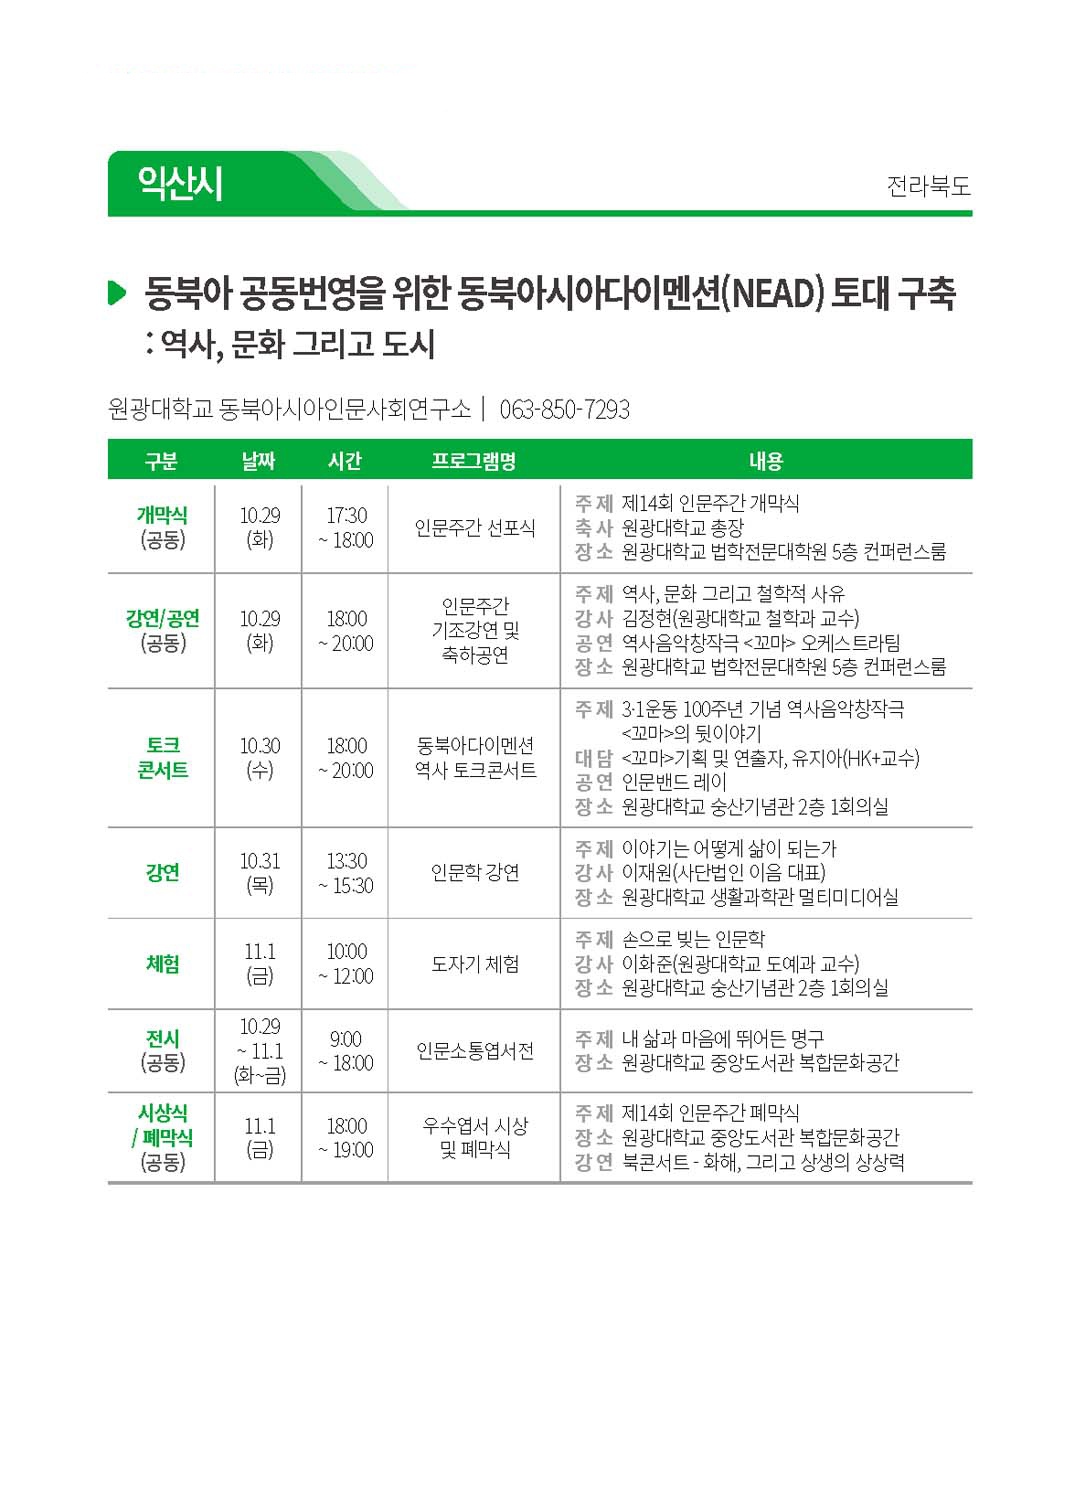 익산시
전라북도
동북아 공동번영을 위한 동북아시아다이멘션(NEAD) 토대 구축
: 역사, 문화 그리고 도시
원광대학교 동북아시아인문사회연구소 | 063-850-7293
구분 날짜 시간 프로그램명 내용
개막식
(공동)
10.29
(화)
17:30
~ 18:00
인문주간 선포식
주 제 제14회 인문주간 개막식
축 사 원광대학교 총장
장 소 원광대학교 법학전문대학원 5층 컨퍼런스룸
강연/공연
(공동)
10.29
(화)
18:00
~ 20:00
인문주간
기조강연 및
축하공연
주 제 역사, 문화 그리고 철학적 사유
강 사 김정현(원광대학교 철학과 교수)
공 연 역사음악창작극 <꼬마> 오케스트라팀
장 소 원광대학교 법학전문대학원 5층 컨퍼런스룸
토크
콘서트
10.30
(수)
18:00
~ 20:00
동북아다이멘션
역사 토크콘서트
주 제 3·1운동 100주년 기념 역사음악창작극
<꼬마>의 뒷이야기
대 담 <꼬마>기획 및 연출자, 유지아(HK+교수)
공 연 인문밴드 레이
장 소 원광대학교 숭산기념관 2층 1회의실
강연
10.31
(목)
13:30
~ 15:30
인문학 강연
주 제 이야기는 어떻게 삶이 되는가
강 사 이재원(사단법인 이음 대표)
장 소 원광대학교 생활과학관 멀티미디어실
체험
11.1
(금)
10:00
~ 12:00
도자기 체험
주 제 손으로 빚는 인문학
강 사 이화준(원광대학교 도예과 교수)
장 소 원광대학교 숭산기념관 2층 1회의실
전시
(공동)
10.29
~ 11.1
(화~금)
9:00
~ 18:00
인문소통엽서전
주 제 내 삶과 마음에 뛰어든 명구
장 소 원광대학교 중앙도서관 복합문화공간
시상식
/ 폐막식
(공동)
11.1
(금)
18:00
~ 19:00
우수엽서 시상
및 폐막식
주 제 제14회 인문주간 폐막식
장 소 원광대학교 중앙도서관 복합문화공간
강 연 북콘서트 - 화해, 그리고 상생의 상상력